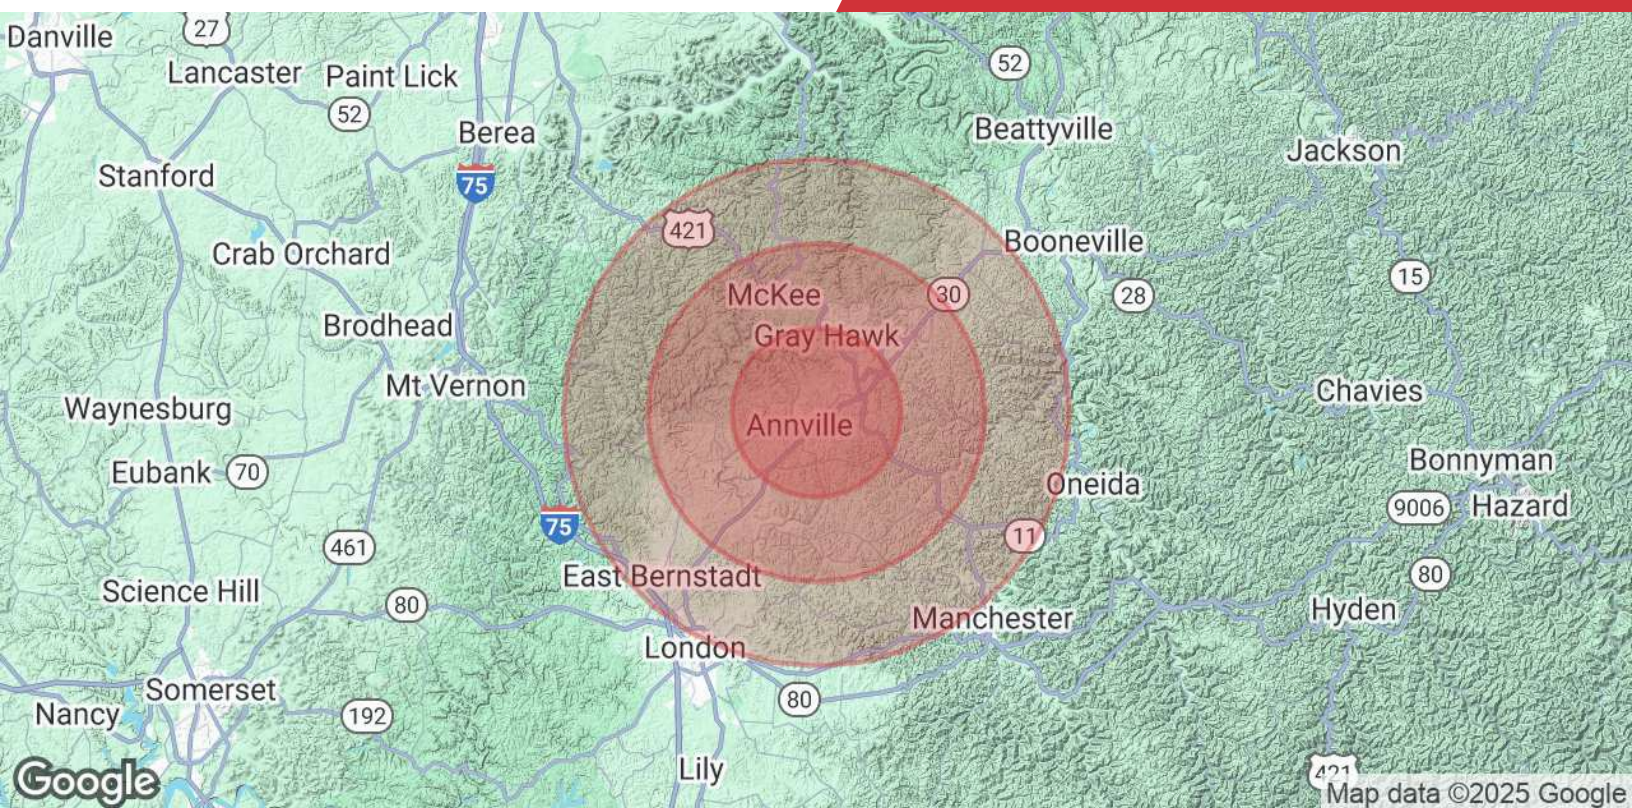 Danville
27
Lancaster
Paint Lick
52
52
Berea
Beattyville
Jackson
Stanford
75
421
Crab Orchard
Booneville
15
McKee
30
28
Brodhead
Gray Hawk
Mt Vernon
Chavies
Waynesburg
Annville
Eubank
70
Bonnyman
Oneida
9006
Hazard
75
11
461
East Bernstadt
80
Science Hill
80
Hyden
Manchester
London
Somerset
80
Nancy
192
Lily
421
Google
Map data ©2025 Google